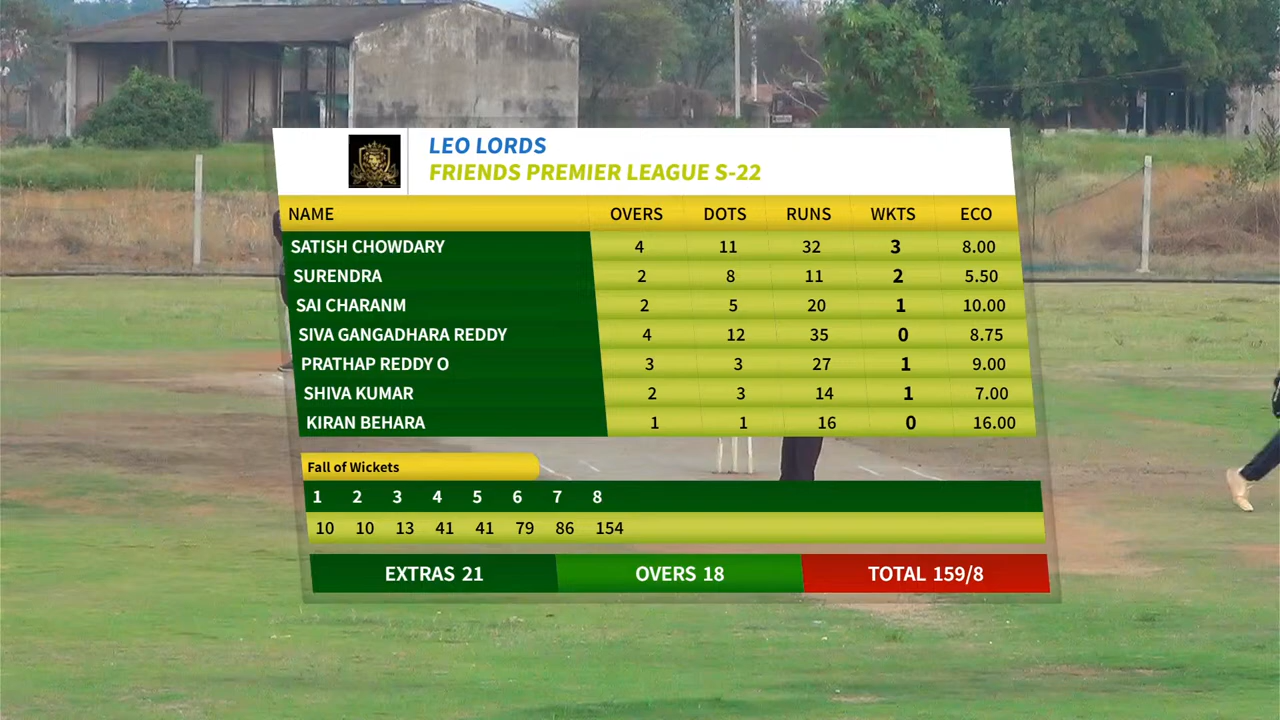 LEO LORDS
FRIENDS PREMIER LEAGUE S-22
NAME OVERS DOTS RUNS WKTS ECO
SATISH CHOWDARY 4 11 32 3 8.00
SURENDRA 2 8 11 2 5.50
SAI CHARANM 2 5 20 1 10.00
SIVA GANGADHARA REDDY 4 12 35 0 8.75
PRATHAP REDDY O 3 3 27 1 9.00
SHIVA KUMAR 2 3 14 1 7.00
KIRAN BEHARA 1 1 16 0 16.00
Fall of Wickets
1 2 3 4 5 6 7 8
10 10 13 41 41 79 86 154
EXTRAS 21 OVERS 18 TOTAL 159/8